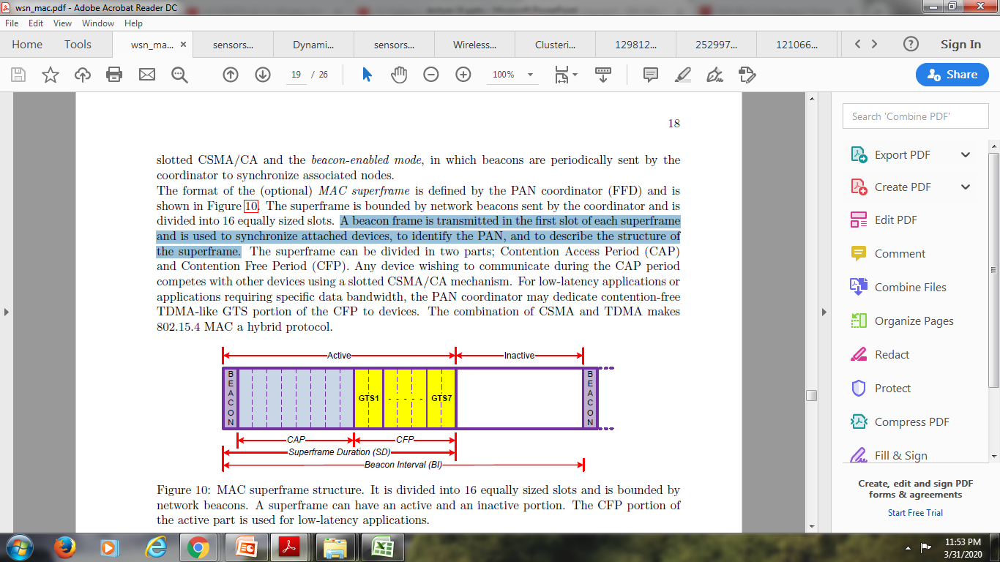 wsn_mac.pdf - Adobe Acrobat Reader DC
File Edit View Window Help
Home Tools wsn_ma... × sensors... Dynami... sensors... Wireless... Clusteri... 129812... 252997... 121066... Sign In
19 / 26 100% Share
18
slotted CSMA/CA and the beacon-enabled mode, in which beacons are periodically sent by the
coordinator to synchronize associated nodes.
The format of the (optional) MAC superframe is defined by the PAN coordinator (FFD) and is
shown in Figure 10. The superframe is bounded by network beacons sent by the coordinator and is
divided into 16 equally sized slots. A beacon frame is transmitted in the first slot of each superframe
and is used to synchronize attached devices, to identify the PAN, and to describe the structure of
the superframe. The superframe can be divided in two parts; Contention Access Period (CAP)
and Contention Free Period (CFP). Any device wishing to communicate during the CAP period
competes with other devices using a slotted CSMA/CA mechanism. For low-latency applications or
applications requiring specific data bandwidth, the PAN coordinator may dedicate contention-free
TDMA-like GTS portion of the CFP to devices. The combination of CSMA and TDMA makes
802.15.4 MAC a hybrid protocol.
Active Inactive
BEACON GTS1 - - - - - GTS7 BEACON
CAP CFP
Superframe Duration (SD)
Beacon Interval (BI)
Figure 10: MAC superframe structure. It is divided into 16 equally sized slots and is bounded by
network beacons. A superframe can have an active and an inactive portion. The CFP portion of
the active part is used for low-latency applications.
Search 'Combine PDF'
Export PDF
Create PDF
Edit PDF
Comment
Combine Files
Organize Pages
Redact
Protect
Compress PDF
Fill & Sign
Create, edit and sign PDF
forms & agreements
Start Free Trial
11:53 PM
3/31/2020